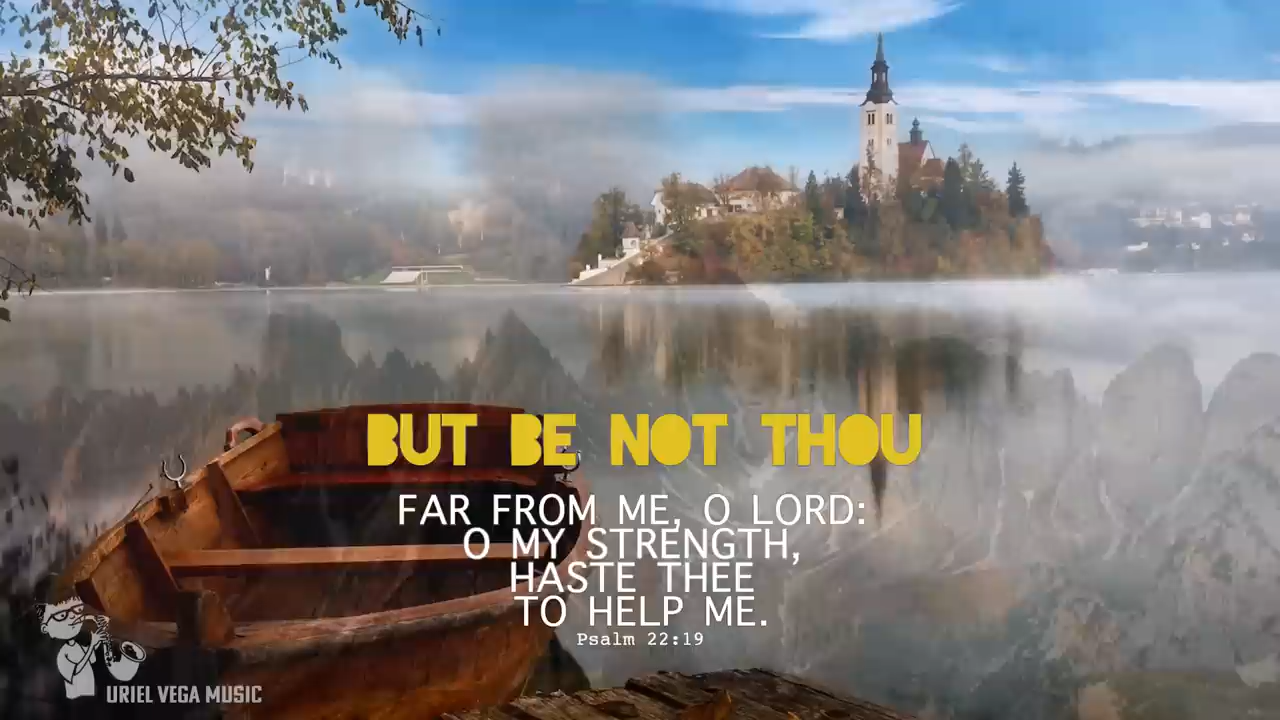 BUT BE NOT THOU
FAR FROM ME, O LORD:
O MY STRENGTH,
HASTE THEE
TO HELP ME.
Psalm 22:19
URIEL VEGA MUSIC